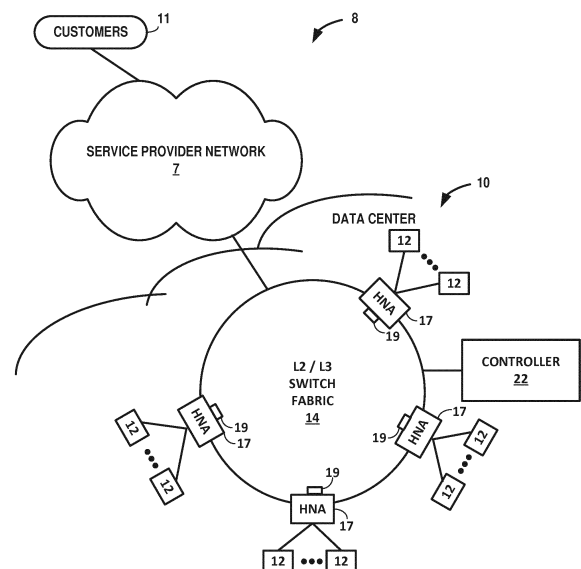 CUSTOMERS
11
8
SERVICE PROVIDER NETWORK
7
10
DATA CENTER
12
12
HNA
17
19
L2 / L3
SWITCH
FABRIC
14
CONTROLLER
22
HNA
19
17
12
12
17
19
HNA
12
12
19
HNA
17
12
12